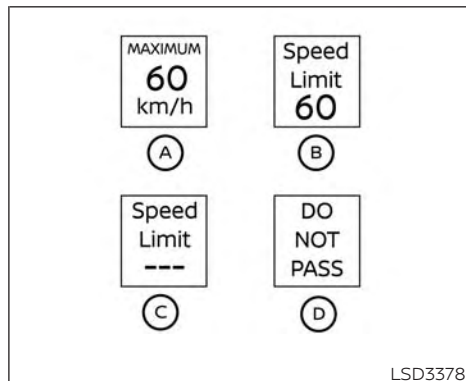 MAXIMUM
60
km/h
A
Speed
Limit
60
B
Speed
Limit
---
C
DO
NOT
PASS
D
LSD3378